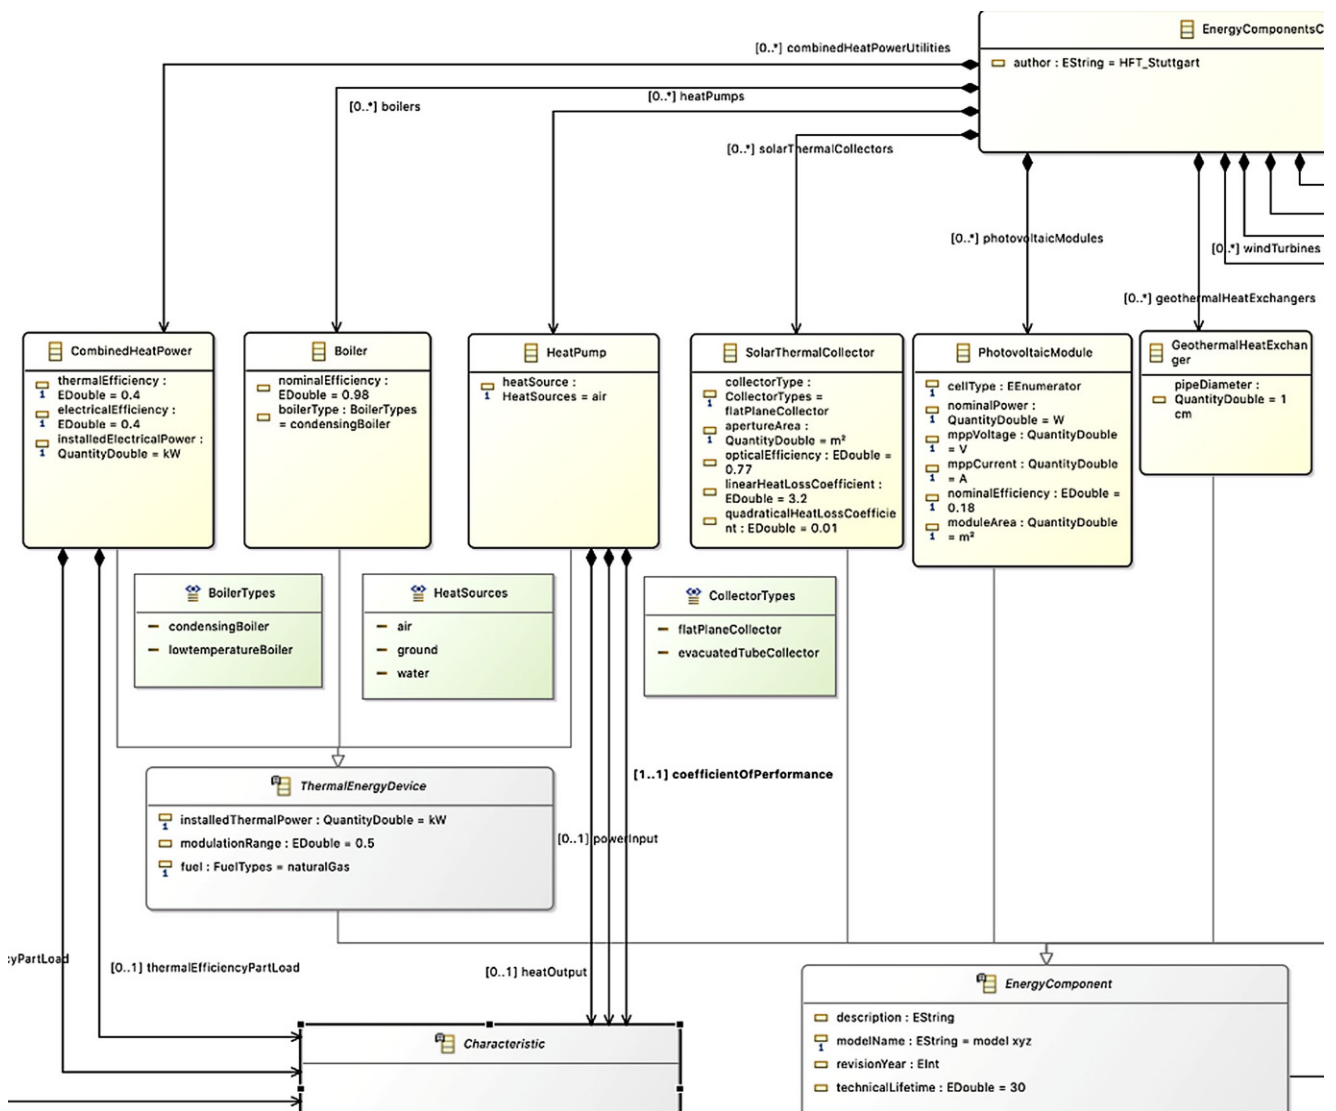 EnergyComponentsC
author : EString = HFT_Stuttgart
[0..*] combinedHeatPowerUtilities
[0..*] boilers
[0..*] heatPumps
[0..*] solarThermalCollectors
[0..*] photovoltaicModules
[0..*] windTurbines
[0..*] geothermalHeatExchangers
CombinedHeatPower
thermalEfficiency :
EDouble = 0.4
electricalEfficiency :
EDouble = 0.4
installedElectricalPower :
QuantityDouble = kW
Boiler
nominalEfficiency :
EDouble = 0.98
boilerType : BoilerTypes
= condensingBoiler
HeatPump
heatSource :
HeatSources = air
SolarThermalCollector
collectorType :
CollectorTypes =
flatPlaneCollector
apertureArea :
QuantityDouble = m²
opticalEfficiency : EDouble =
0.77
linearHeatLossCoefficient :
EDouble = 3.2
quadraticalHeatLossCoefficie
nt : EDouble = 0.01
PhotovoltaicModule
cellType : EEnumerator
nominalPower :
QuantityDouble = W
mppVoltage : QuantityDouble
= V
mppCurrent : QuantityDouble
= A
nominalEfficiency : EDouble =
0.18
moduleArea : QuantityDouble
= m²
GeothermalHeatExchan
ger
pipeDiameter :
QuantityDouble = 1
cm
BoilerTypes
condensingBoiler
lowtemperatureBoiler
HeatSources
air
ground
water
CollectorTypes
flatPlaneCollector
evacuatedTubeCollector
ThermalEnergyDevice
installedThermalPower : QuantityDouble = kW
modulationRange : EDouble = 0.5
fuel : FuelTypes = naturalGas
[1..1] coefficientOfPerformance
[0..1] powerInput
cyPartLoad
[0..1] thermalEfficiencyPartLoad
[0..1] heatOutput
Characteristic
EnergyComponent
description : EString
modelName : EString = model xyz
revisionYear : EInt
technicalLifetime : EDouble = 30